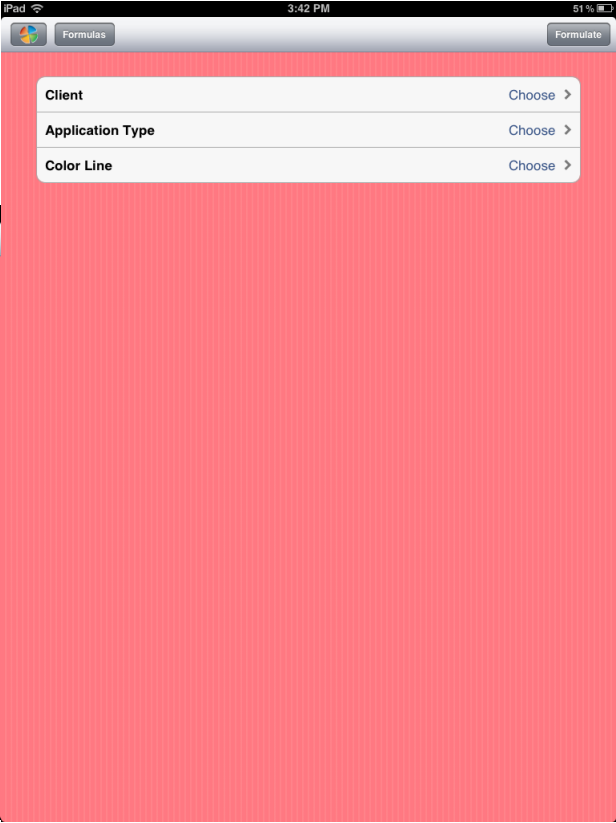 iPad 3:42 PM 51%
Formulas Formulate
Client Choose
Application Type Choose
Color Line Choose